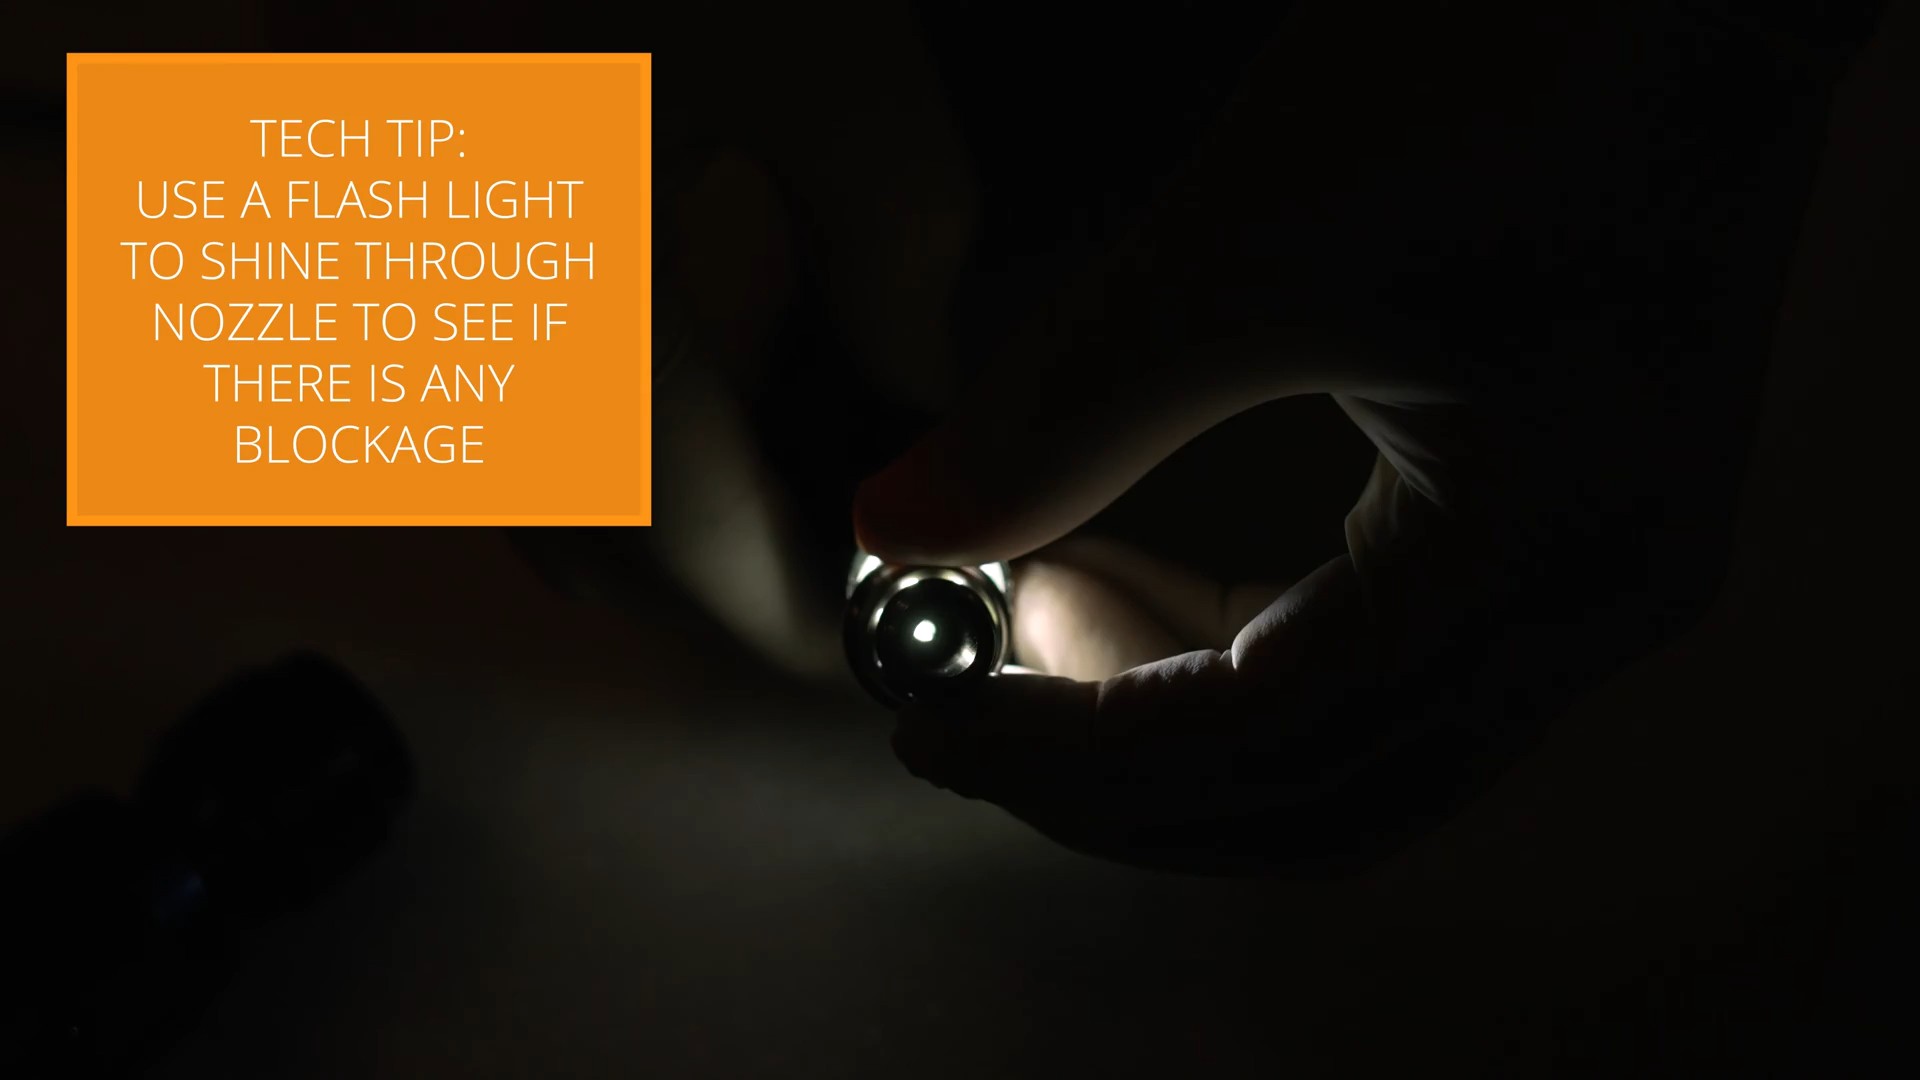 TECH TIP:
USE A FLASH LIGHT
TO SHINE THROUGH
NOZZLE TO SEE IF
THERE IS ANY
BLOCKAGE